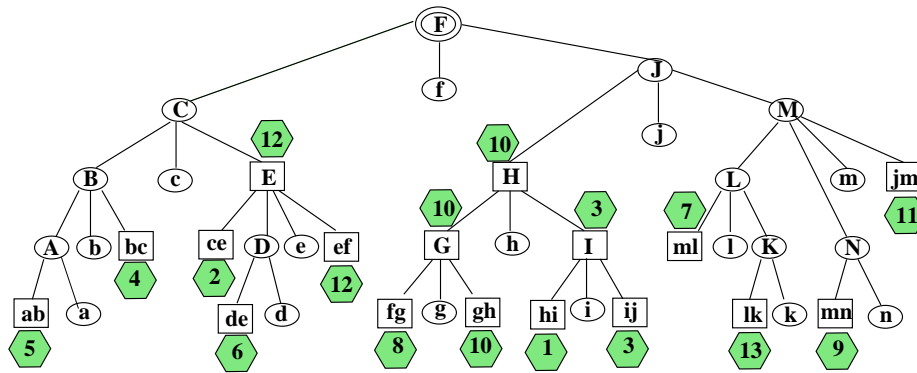 F
f
J
C
j
M
12
10
B
c
E
H
L
m
jm
10
3
7
11
A
b
bc
ce
D
e
ef
G
h
I
ml
l
K
N
4
2
12
ab
a
de
d
fg
g
gh
hi
i
ij
lk
k
mn
n
5
6
8
10
1
3
13
9